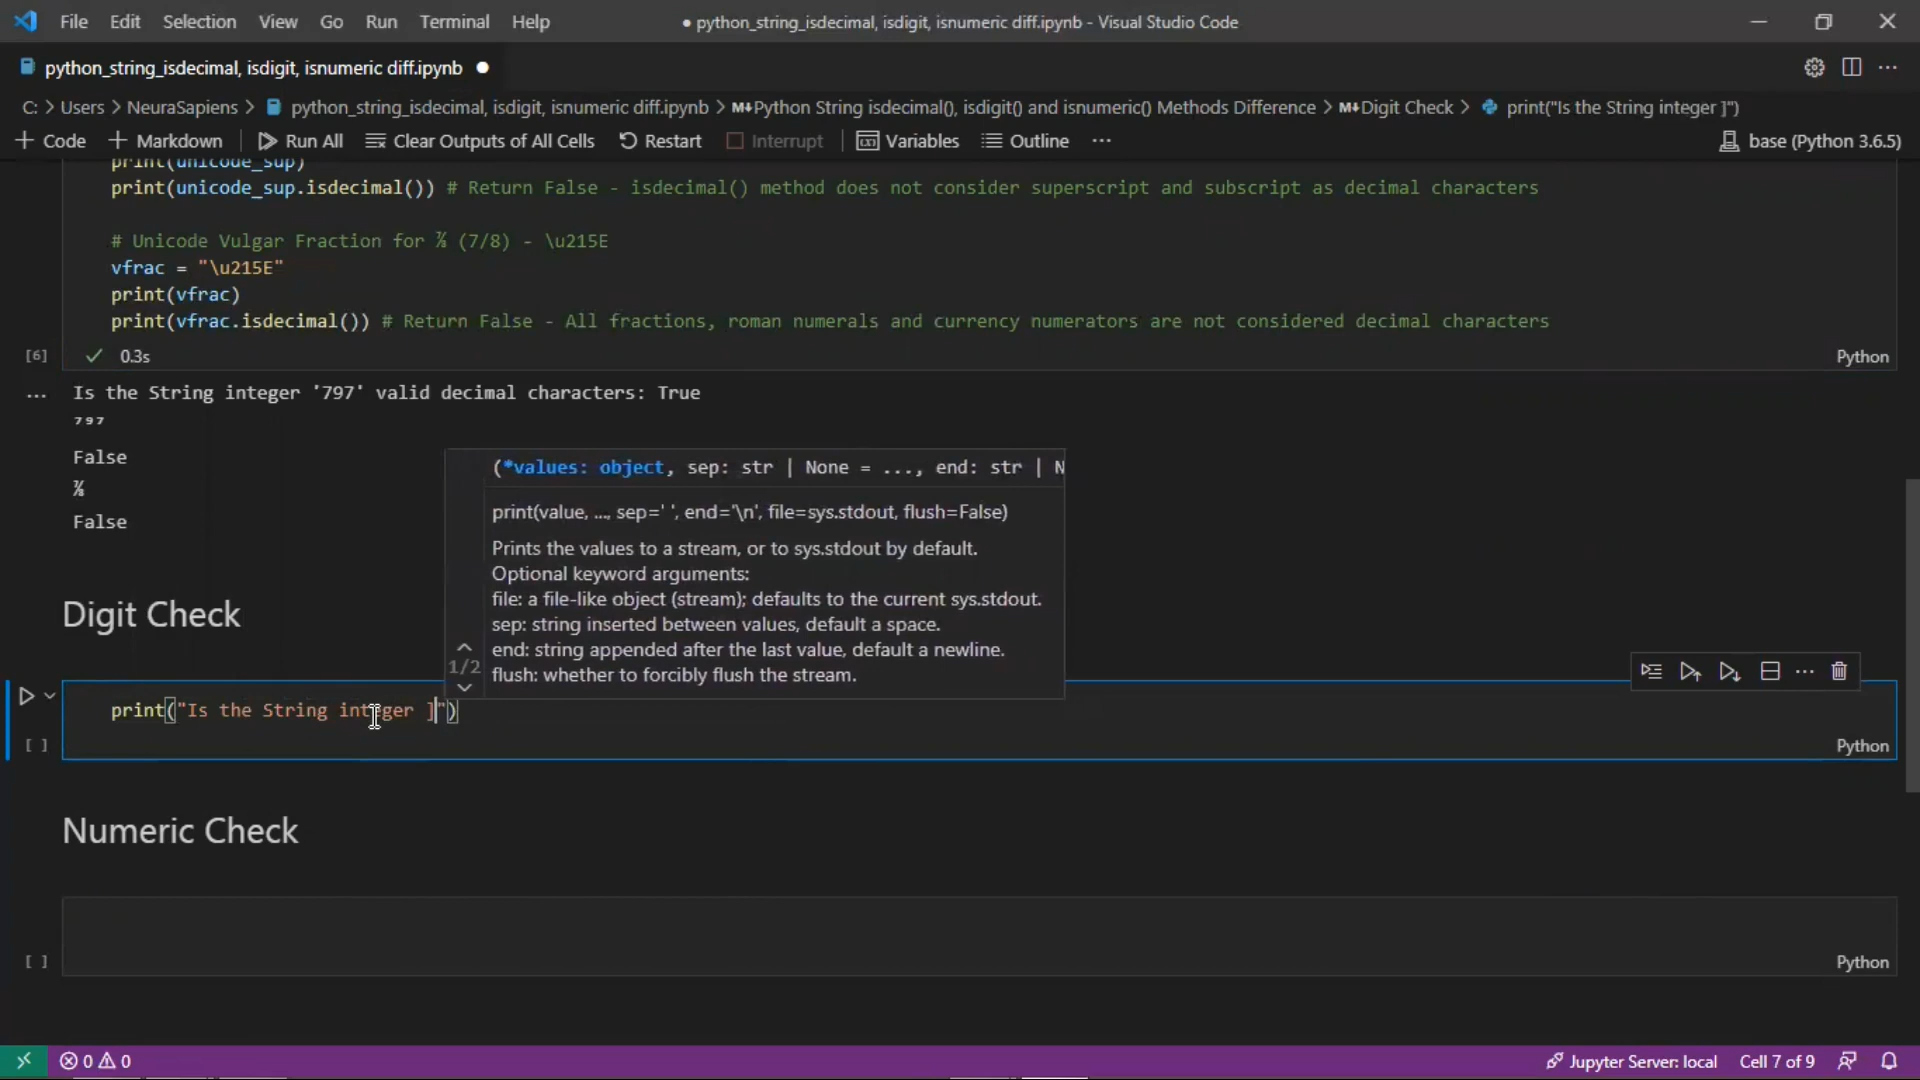 File Edit Selection View Go Run Terminal Help ● python_string_isdecimal, isdigit, isnumeric diff.ipynb - Visual Studio Code
python_string_isdecimal, isdigit, isnumeric diff.ipynb ●
C: > Users > NeuraSapiens > python_string_isdecimal, isdigit, isnumeric diff.ipynb > M↓Python String isdecimal(), isdigit() and isnumeric() Methods Difference > M↓Digit Check > print("Is the String integer ]")
+ Code + Markdown Run All Clear Outputs of All Cells Restart Interrupt Variables Outline ··· base (Python 3.6.5)
print(unicode_sup)
print(unicode_sup.isdecimal()) # Return False - isdecimal() method does not consider superscript and subscript as decimal characters
# Unicode Vulgar Fraction for ⅞ (7/8) - \u215E
vfrac = "\u215E"
print(vfrac)
print(vfrac.isdecimal()) # Return False - All fractions, roman numerals and currency numerators are not considered decimal characters
[6] ✓ 0.3s Python
... Is the String integer '797' valid decimal characters: True
⁷⁹⁷
False
⅞
False
(*values: object, sep: str | None = ..., end: str | N
print(value, ..., sep=' ', end='\n', file=sys.stdout, flush=False)
Prints the values to a stream, or to sys.stdout by default.
Optional keyword arguments:
file: a file-like object (stream); defaults to the current sys.stdout.
sep: string inserted between values, default a space.
end: string appended after the last value, default a newline.
flush: whether to forcibly flush the stream.
1/2
Digit Check
print("Is the String integer ]")
[ ] Python
Numeric Check
[ ] Python
0 0 Jupyter Server: local Cell 7 of 9